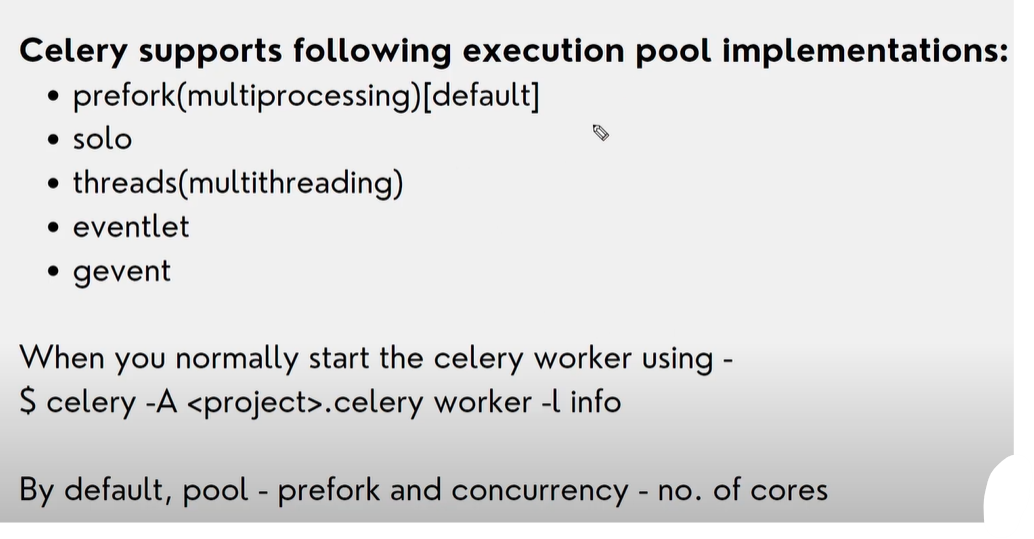 Celery supports following execution pool implementations:
• prefork(multiprocessing)[default]
• solo
• threads(multithreading)
• eventlet
• gevent
When you normally start the celery worker using -
$ celery -A <project>.celery worker -l info
By default, pool - prefork and concurrency - no. of cores